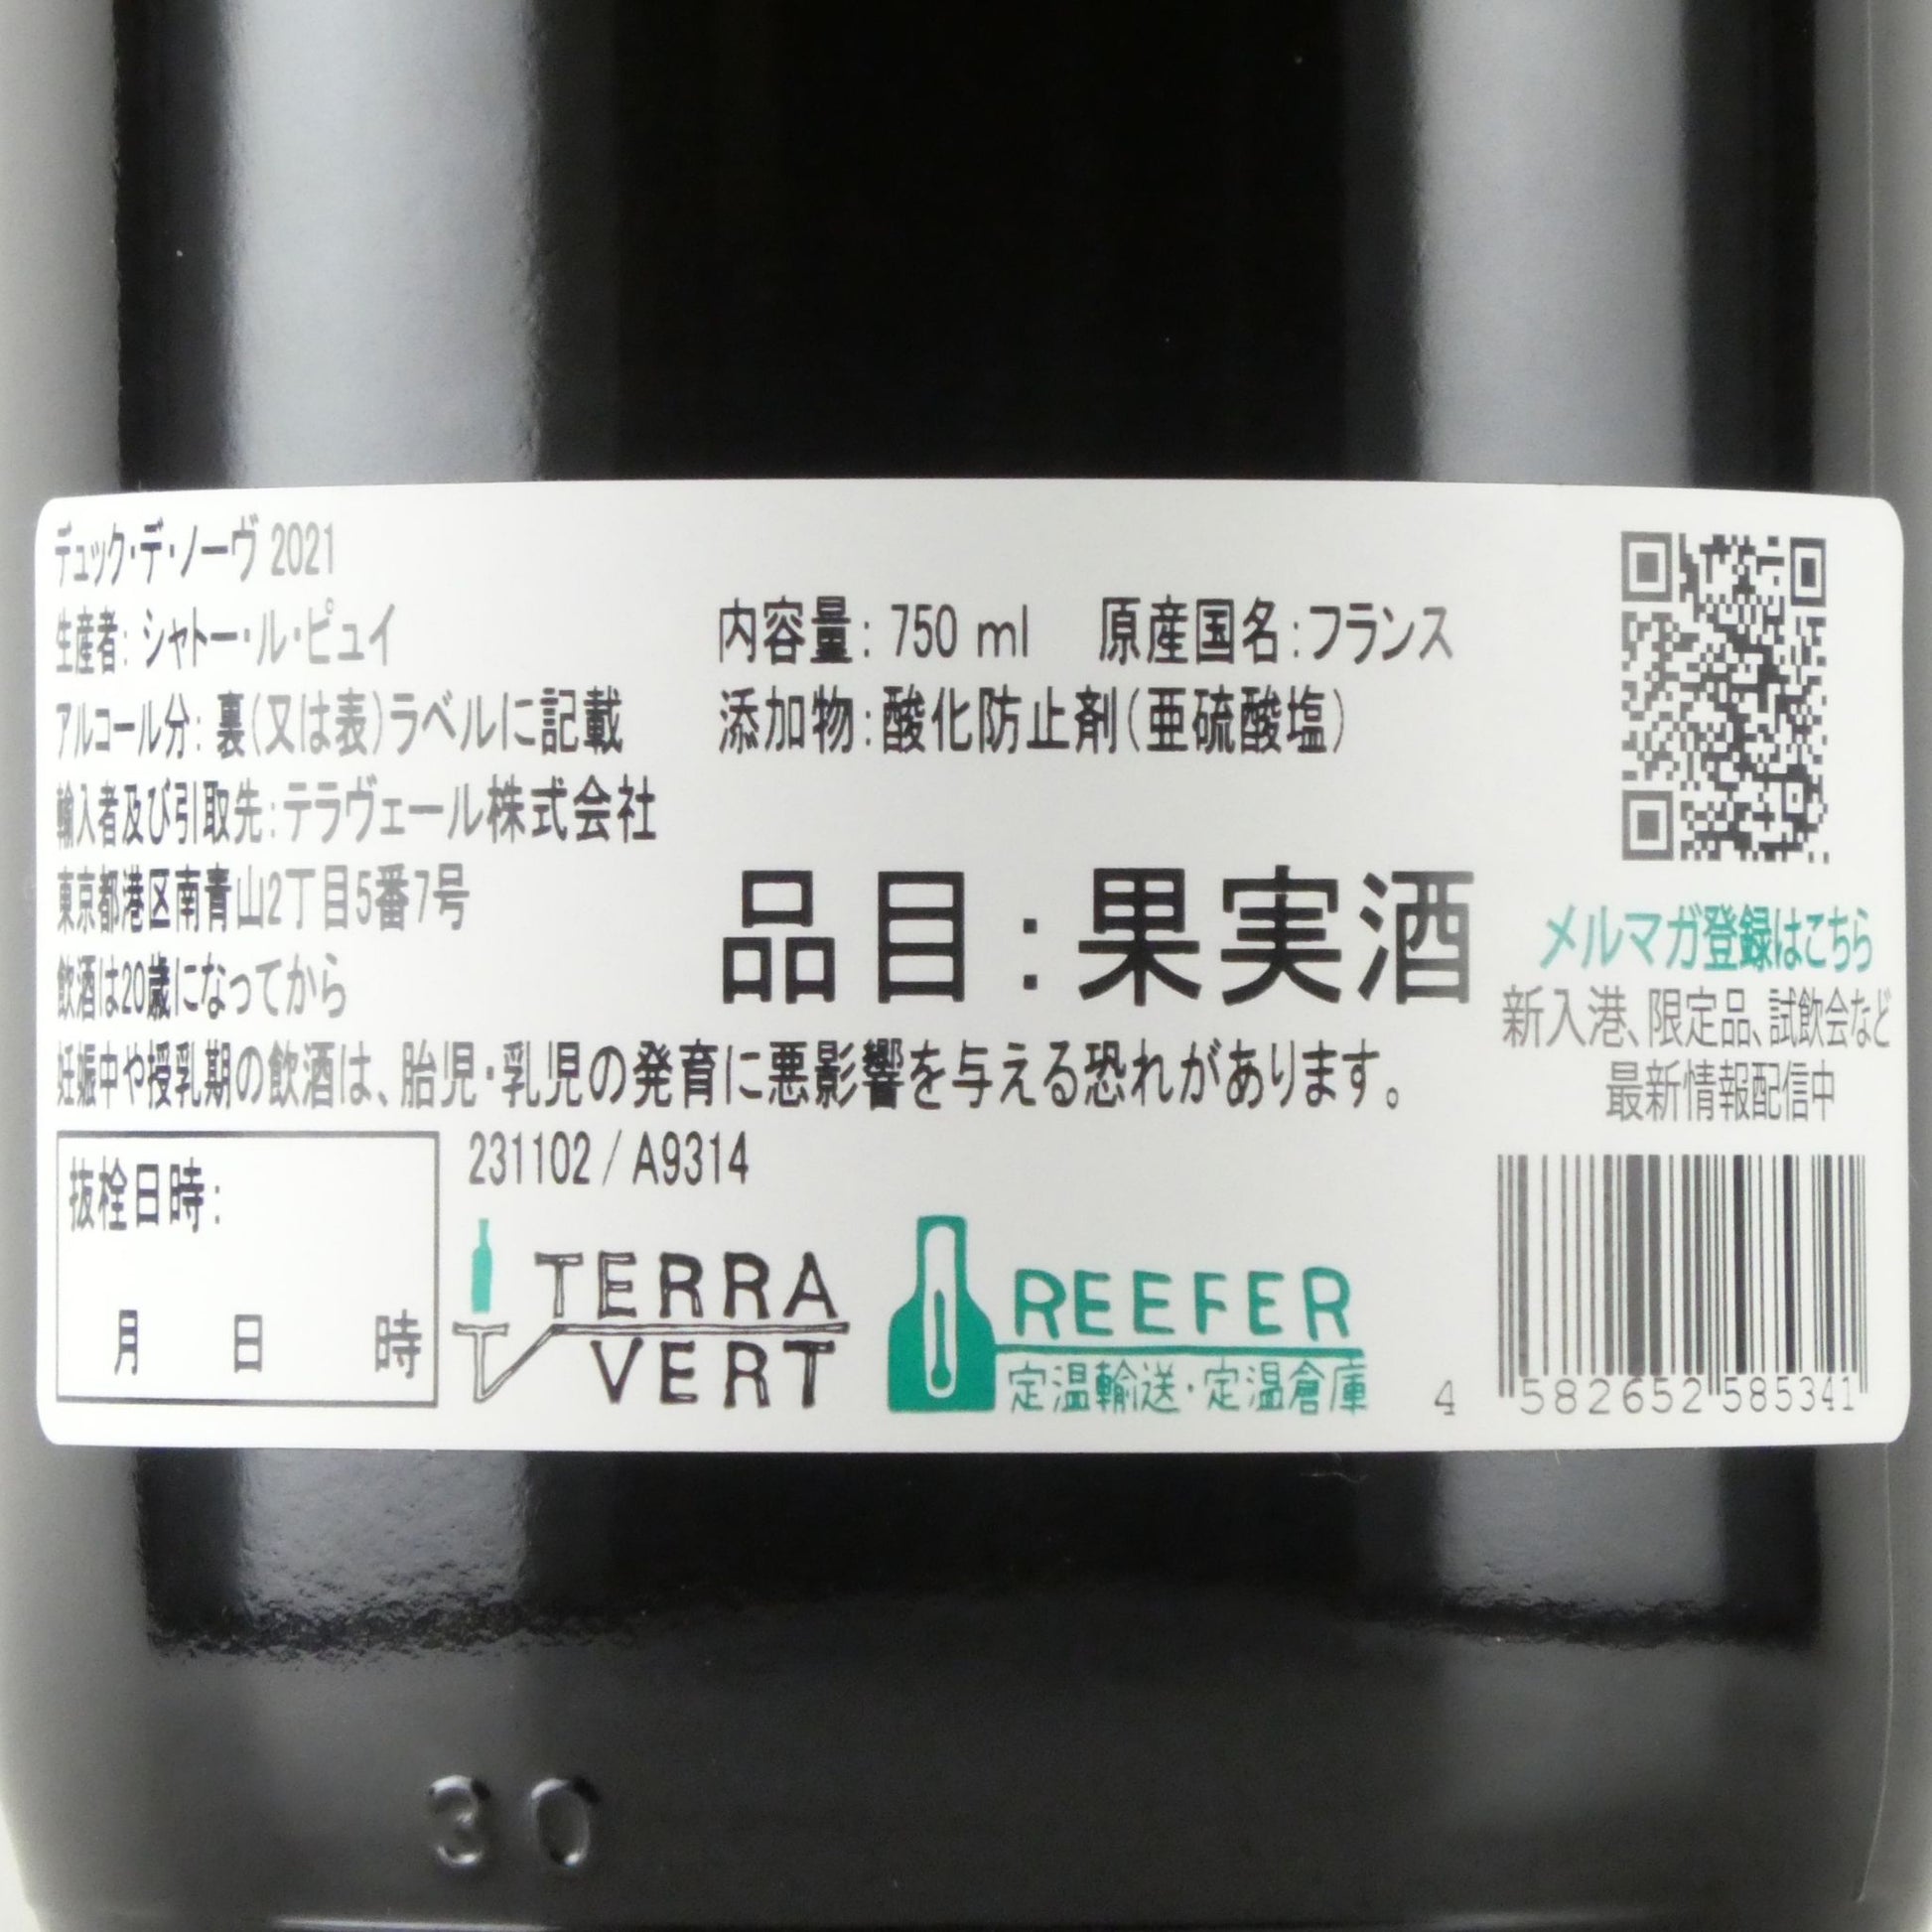 デュック・デ・ノーヴ 2021
生産者: シャトー・ル・ピュイ
アルコール分: 裏(又は表)ラベルに記載
輸入者及び引取先:テラヴェール株式会社
東京都港区南青山2丁目5番7号
飲酒は20歳になってから
内容量: 750 ml 原産国名:フランス
添加物:酸化防止剤(亜硫酸塩)
品目:果実酒
妊娠中や授乳期の飲酒は、胎児・乳児の発育に悪影響を与える恐れがあります。
抜栓日時:
月 日 時
231102 / A9314
TERRA
VERT
REEFER
定温輸送・定温倉庫
メルマガ登録はこちら
新入港、限定品、試飲会など
最新情報配信中
4 582652 585341
30